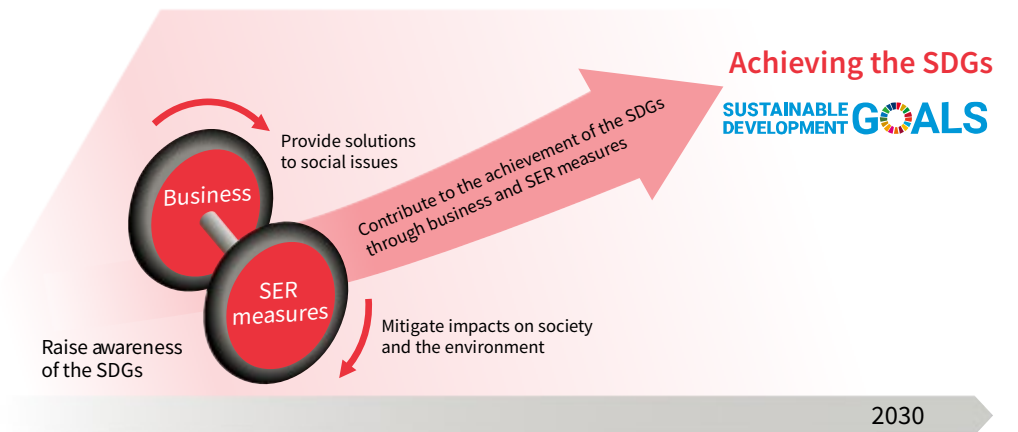 Achieving the SDGs
SUSTAINABLE
DEVELOPMENT
GOALS
Provide solutions
to social issues
Business
Contribute to the achievement of the SDGs
through business and SER measures
SER
measures
Mitigate impacts on society
and the environment
Raise awareness
of the SDGs
2030